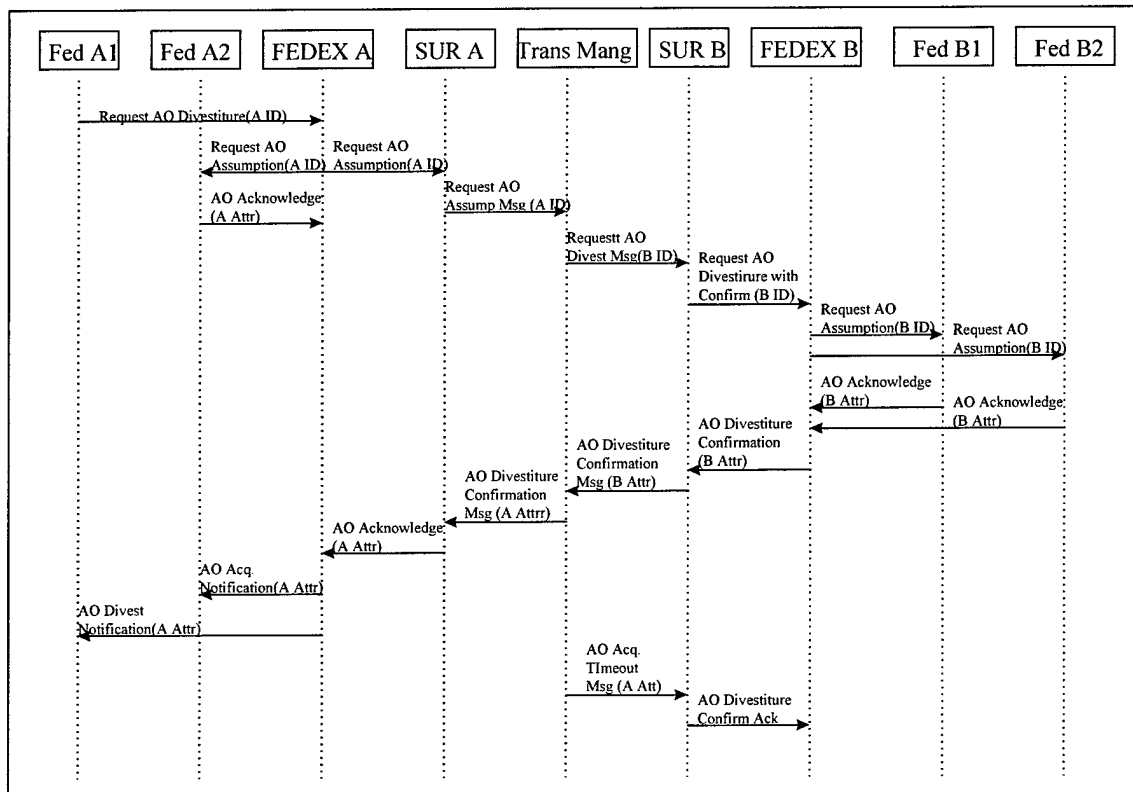 Fed A1
Fed A2
FEDEX A
SUR A
Trans Mang
SUR B
FEDEX B
Fed B1
Fed B2
Request AO Divestiture(A ID)
Request AO
Assumption(A ID)
Request AO
Assumption(A ID)
AO Acknowledge
(A Attr)
Request AO
Assump Msg (A ID)
Requestt AO
Divest Msg(B ID)
Request AO
Divestirure with
Confirm (B ID)
Request AO
Assumption(B ID)
Request AO
Assumption(B ID)
AO Acknowledge
(B Attr)
AO Acknowledge
(B Attr)
AO Divestiture
Confirmation
(B Attr)
AO Divestiture
Confirmation
Msg (B Attr)
AO Divestiture
Confirmation
Msg (A Attrr)
AO Acknowledge
(A Attr)
AO Acq.
Notification(A Attr)
AO Divest
Notification(A Attr)
AO Acq.
TImeout
Msg (A Att)
AO Divestiture
Confirm Ack